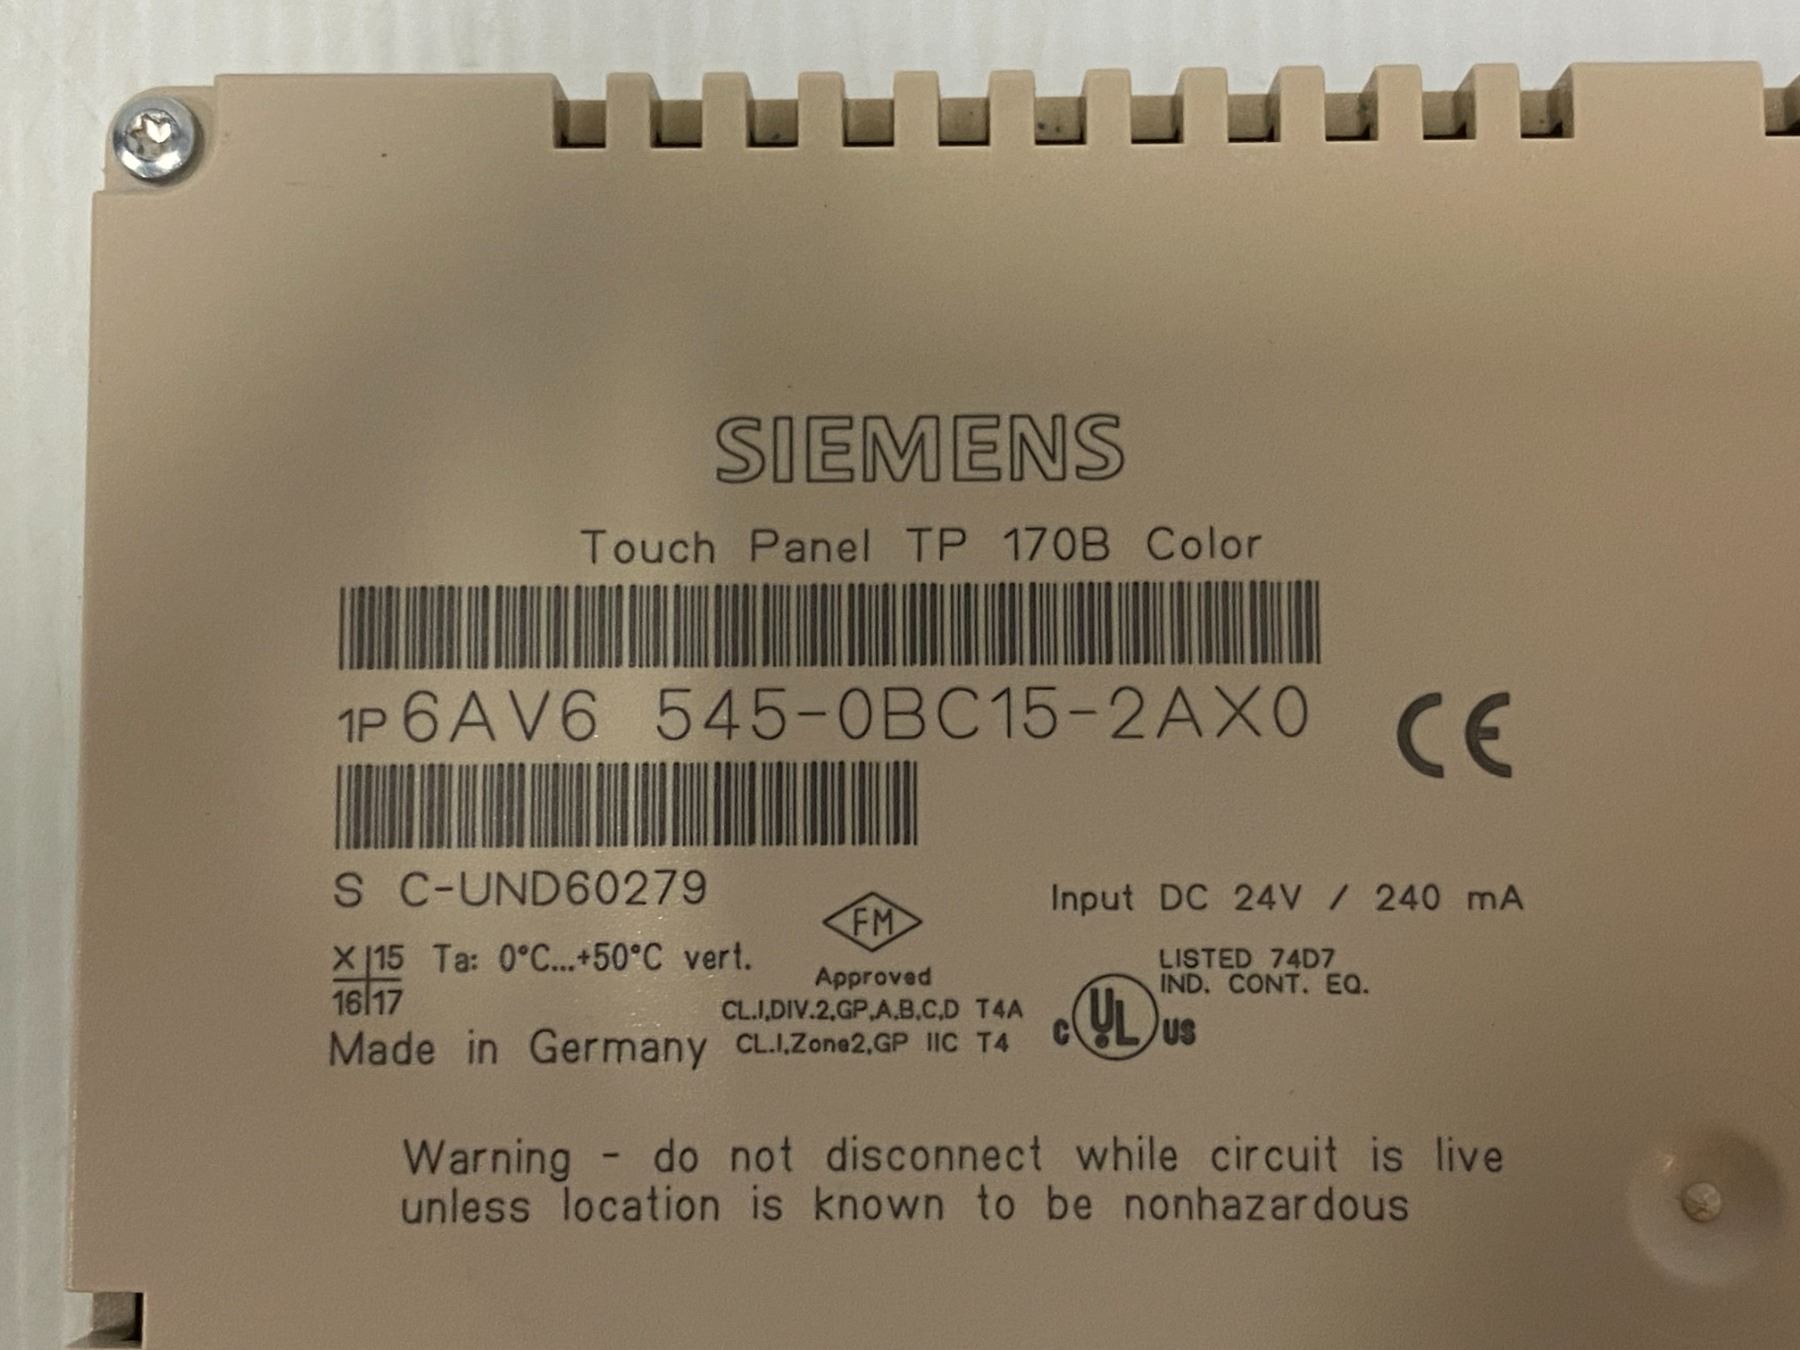 SIEMENS
Touch Panel TP 170B Color
1P 6AV6 545-0BC15-2AX0
CE
S C-UND60279
FM
Approved
Input DC 24V / 240 mA
X 15
16 17
Ta: 0°C...+50°C vert.
CL.I,DIV.2,GP,A,B,C,D T4A
CL.I,Zone2,GP IIC T4
LISTED 74D7
IND. CONT. EQ.
C UL US
Made in Germany
Warning - do not disconnect while circuit is live
unless location is known to be nonhazardous